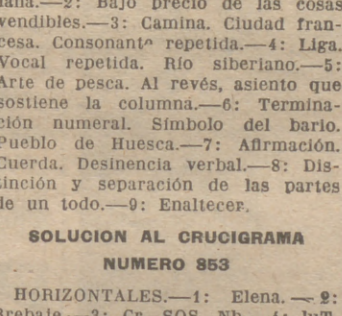 2: Bajo precio de las cosas
vendibles.—3: Camina. Ciudad fran-
cesa. Consonante repetida.—4: Liga.
Vocal repetida. Río siberiano.—5:
Arte de pesca. Al revés, asiento que
sostiene la columna.—6: Termina-
ción numeral. Símbolo del bario.
Pueblo de Huesca.—7: Afirmación.
Cuerda. Desinencia verbal.—8: Dis-
tinción y separación de las partes
de un todo.—9: Enaltecer.
SOLUCION AL CRUCIGRAMA
NUMERO 853
HORIZONTALES.—1: Elena.—2:
SOS. Nb.